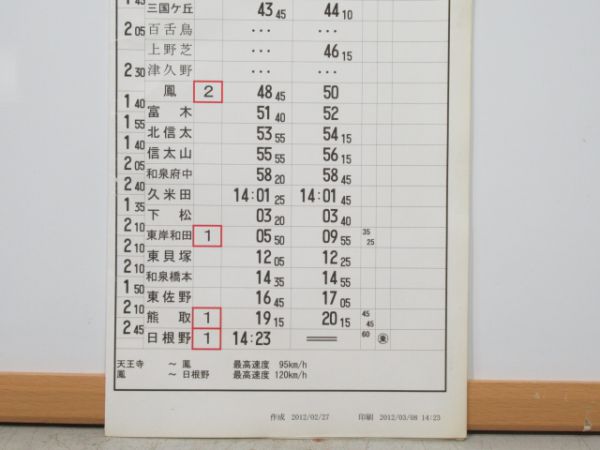 1 45
三国ケ丘 43 45 44 10
2 05
百舌鳥 … …
上野芝 … 46 15
2 30
津久野 … …
鳳 2 48 45 50
1 40
富木 51 40 52
1 55
北信太 53 55 54 15
1 40
信太山 55 55 56 15
2 05
和泉府中 58 20 58 45
2 40
久米田 14:01 25 14:01 45
1 35
下松 03 20 03 40
2 10
東岸和田 1 05 50 09 55 35 25
2 10
東貝塚 12 05 12 25
2 10
和泉橋本 14 35 14 55
1 50
東佐野 16 45 17 05
2 10
熊取 1 19 15 20 15 45 45
2 45
日根野 1 14:23 ＝ 60 東
天王寺 ～ 鳳 最高速度 95km/h
鳳 ～ 日根野 最高速度 120km/h
作成 2012/02/27 印刷 2012/03/08 14:23